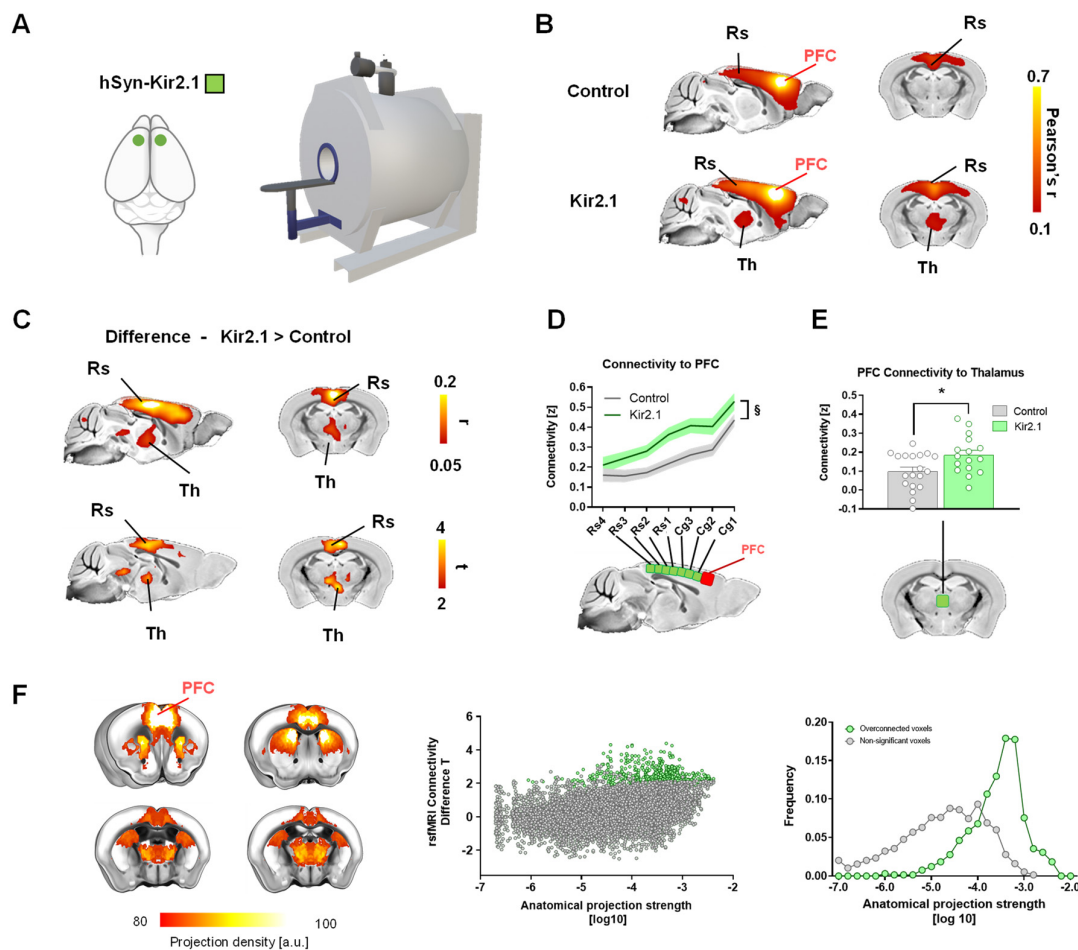 A
hSyn-Kir2.1
B
Rs
PFC
Rs
Control
Rs
PFC
Rs
Kir2.1
Th
Th
0.7
Pearson's r
0.1
C
Difference - Kir2.1 > Control
Rs
Rs
0.2
r
0.05
Th
Th
Rs
Rs
4
t
2
Th
Th
D
Connectivity to PFC
Control
Kir2.1
§
Connectivity [z]
0.6
0.5
0.4
0.3
0.2
0.1
0.0
Rs4
Rs3
Rs2
Rs1
Cg3
Cg2
Cg1
PFC
E
PFC Connectivity to Thalamus
*
Control
Kir2.1
Connectivity [z]
0.5
0.4
0.3
0.2
0.1
0.0
-0.1
F
PFC
80
100
Projection density [a.u.]
rsfMRI Connectivity
Difference T
6
4
2
0
-2
-7
-6
-5
-4
-3
-2
Anatomical projection strength
[log10]
Overconnected voxels
Non-significant voxels
Frequency
0.20
0.15
0.10
0.05
0.00
-7.0
-6.0
-5.0
-4.0
-3.0
-2.0
Anatomical projection strength
[log 10]